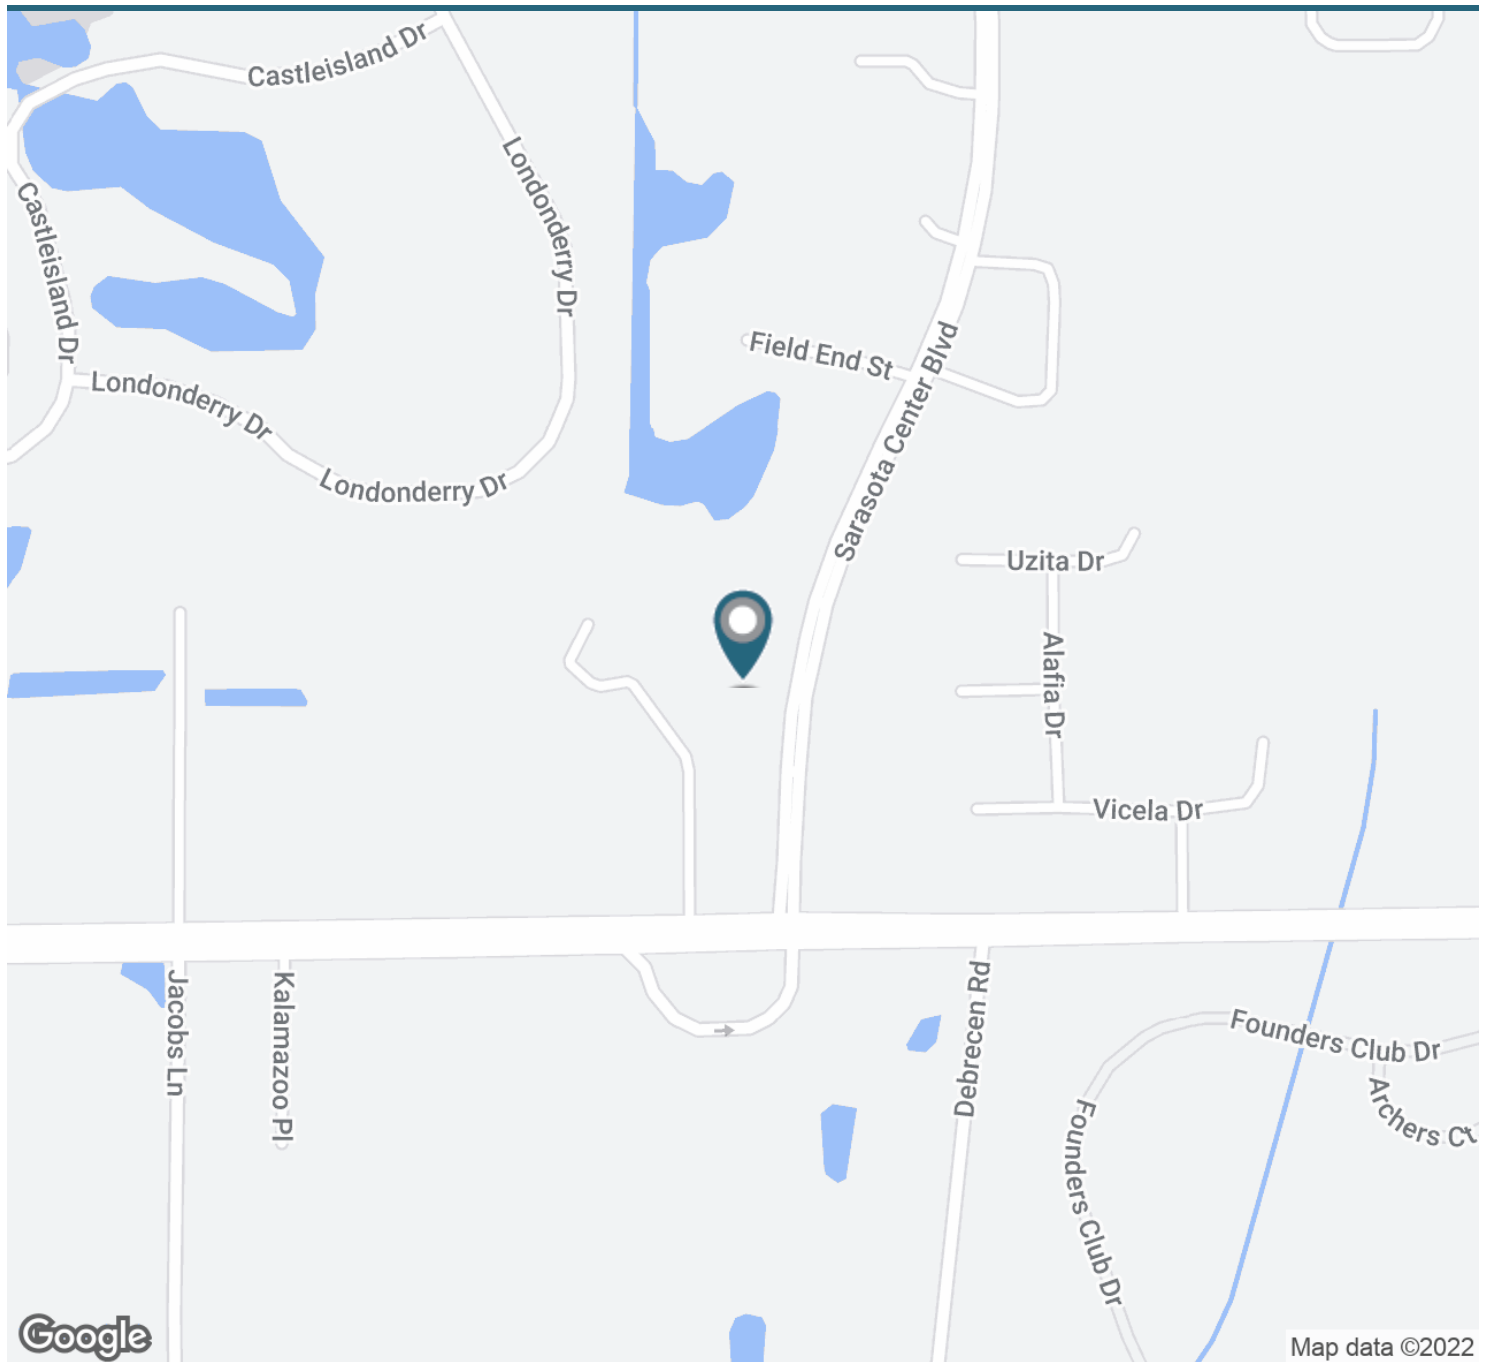 Castleisland Dr
Londonderry Dr
Castleisland Dr
Field End St
Sarasota Center Blvd
Londonderry Dr
Londonderry Dr
Uzita Dr
Alafia Dr
Vicela Dr
Jacobs Ln
Kalamazoo Pl
Debrecen Rd
Founders Club Dr
Archers Ct
Founders Club Dr
Google
Map data ©2022